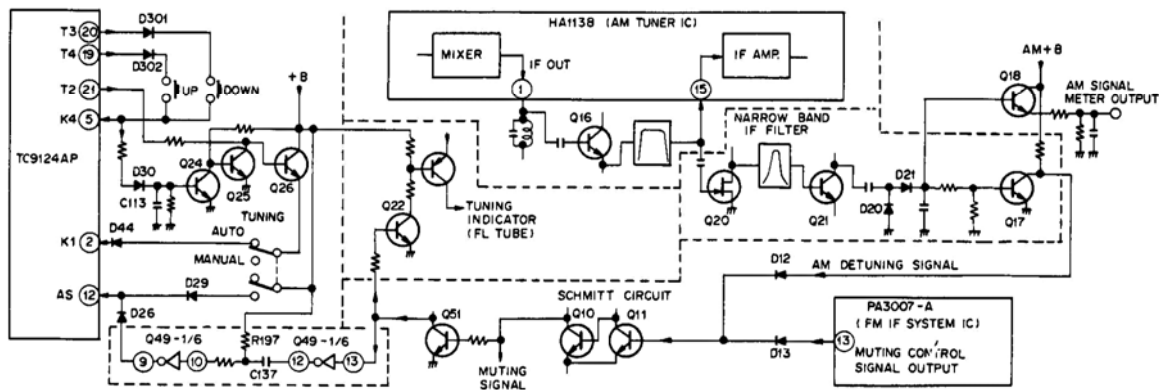 D301
T3 20
T4 19
D302
T2 21
UP
DOWN
K4 5
TC9124AP
+B
Q24
Q25
Q26
D30
C113
TUNING
AUTO
D44
K1 2
MANUAL
AS 12
D29
D26
Q49-1/6
9
10
R197
C137
Q49-1/6
12
13
Q22
TUNING
INDICATOR
(FL TUBE)
HA1138 (AM TUNER IC)
MIXER
IF OUT
1
IF AMP.
15
Q16
NARROW BAND
IF FILTER
Q20
Q21
D20
D21
AM+B
Q18
AM SIGNAL
METER OUTPUT
Q17
D12
AM DETUNING SIGNAL
Q51
MUTING
SIGNAL
SCHMITT CIRCUIT
Q10
Q11
D13
13
PA3007-A
(FM IF SYSTEM IC)
MUTING CONTROL
SIGNAL OUTPUT